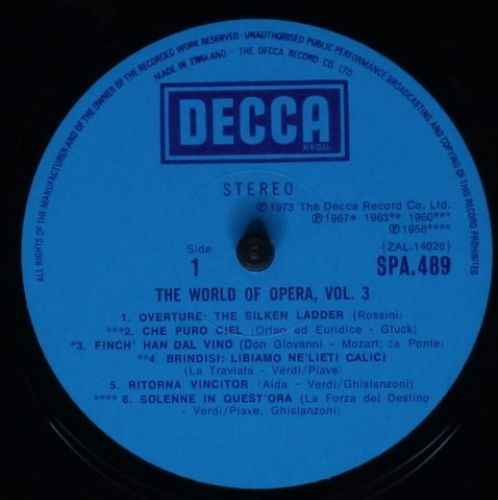 ALL RIGHTS OF THE MANUFACTURER AND OF THE OWNER OF THE RECORDED WORK RESERVED · UNAUTHORISED PUBLIC PERFORMANCE BROADCASTING AND COPYING OF THIS RECORD PROHIBITED
MADE IN ENGLAND · THE DECCA RECORD CO. LTD.
DECCA
REGD.
STEREO
℗1973 The Decca Record Co. Ltd.
℗1967* 1963** 1960***
℗1958****
Side
1
(ZAL.14026)
SPA.489
THE WORLD OF OPERA, VOL. 3
1. OVERTURE: THE SILKEN LADDER (Rossini)
***2. CHE PURO CIEL (Orfeo ed Euridice - Gluck)
*3. FINCH' HAN DAL VINO (Don Giovanni - Mozart; da Ponte)
**4. BRINDISI: LIBIAMO NE'LIETI CALICI
(La Traviata - Verdi/Piave)
5. RITORNA VINCITOR (Aida - Verdi/Ghislanzoni)
****6. SOLENNE IN QUEST'ORA (La Forza del Destino
- Verdi/Piave, Ghislanzoni)